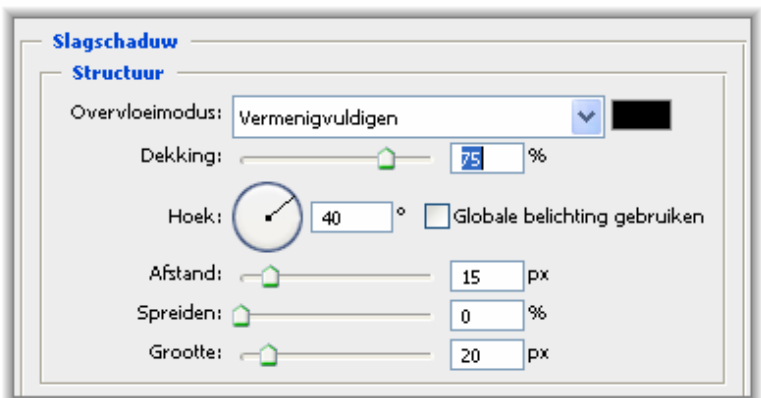 Slagschaduw
Structuur
Overvloeimodus: Vermenigvuldigen
Dekking: 75 %
Hoek: 40 ° Globale belichting gebruiken
Afstand: 15 px
Spreiden: 0 %
Grootte: 20 px